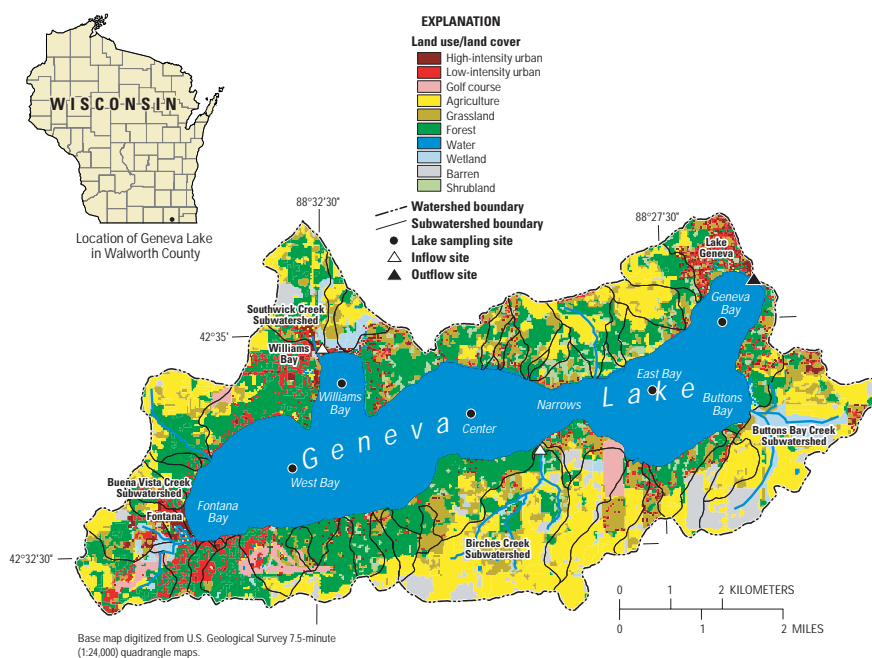 WISCONSIN
Location of Geneva Lake
in Walworth County
EXPLANATION
Land use/land cover
High-intensity urban
Low-intensity urban
Golf course
Agriculture
Grassland
Forest
Water
Wetland
Barren
Shrubland
Watershed boundary
Subwatershed boundary
Lake sampling site
Inflow site
Outflow site
88°32'30"
88°27'30"
Lake
Geneva
Geneva
Bay
Southwick Creek
Subwatershed
42°35'
Williams
Bay
Williams
Bay
East Bay
Narrows
Buttons
Bay
Geneva Lake
Center
Buttons Bay Creek
Subwatershed
West Bay
Buena Vista Creek
Subwatershed
Fontana
Bay
Fontana
Birches Creek
Subwatershed
42°32'30"
0 1 2 KILOMETERS
0 1 2 MILES
Base map digitized from U.S. Geological Survey 7.5-minute
(1:24,000) quadrangle maps.